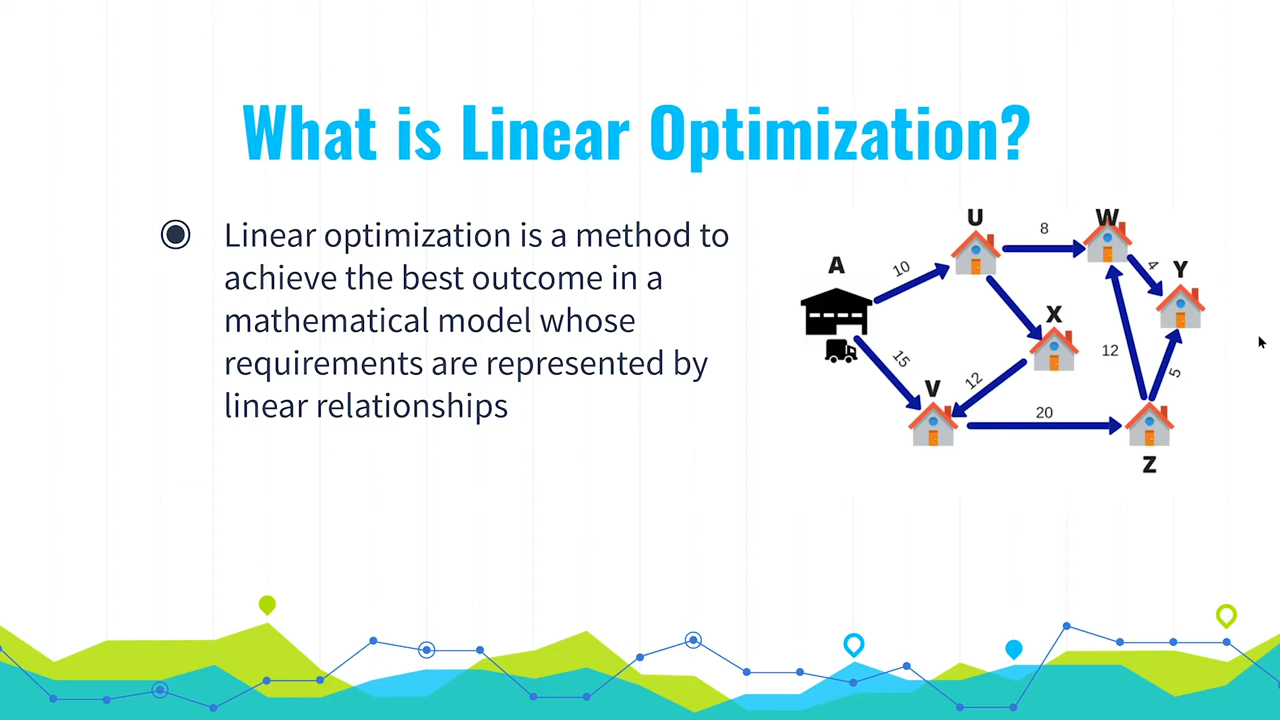 What is Linear Optimization?
Linear optimization is a method to
achieve the best outcome in a
mathematical model whose
requirements are represented by
linear relationships
U
8
W
A
10
4
Y
X
12
15
12
5
V
20
Z